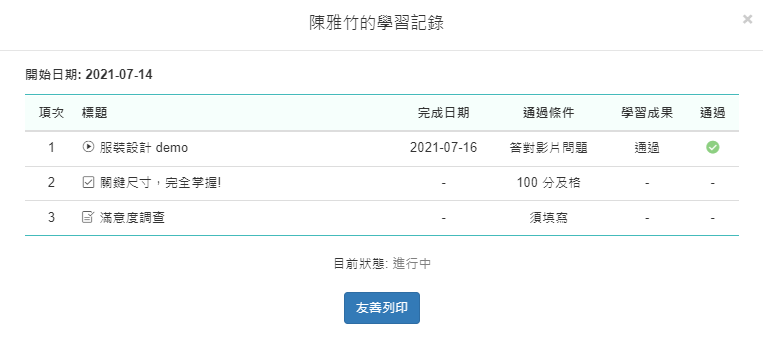 陳雅竹的學習記錄
×
開始日期: 2021-07-14
項次 標題 完成日期 通過條件 學習成果 通過
1 服裝設計 demo 2021-07-16 答對影片問題 通過
2 關鍵尺寸，完全掌握! - 100 分及格 - -
3 滿意度調查 - 須填寫 - -
目前狀態: 進行中
友善列印